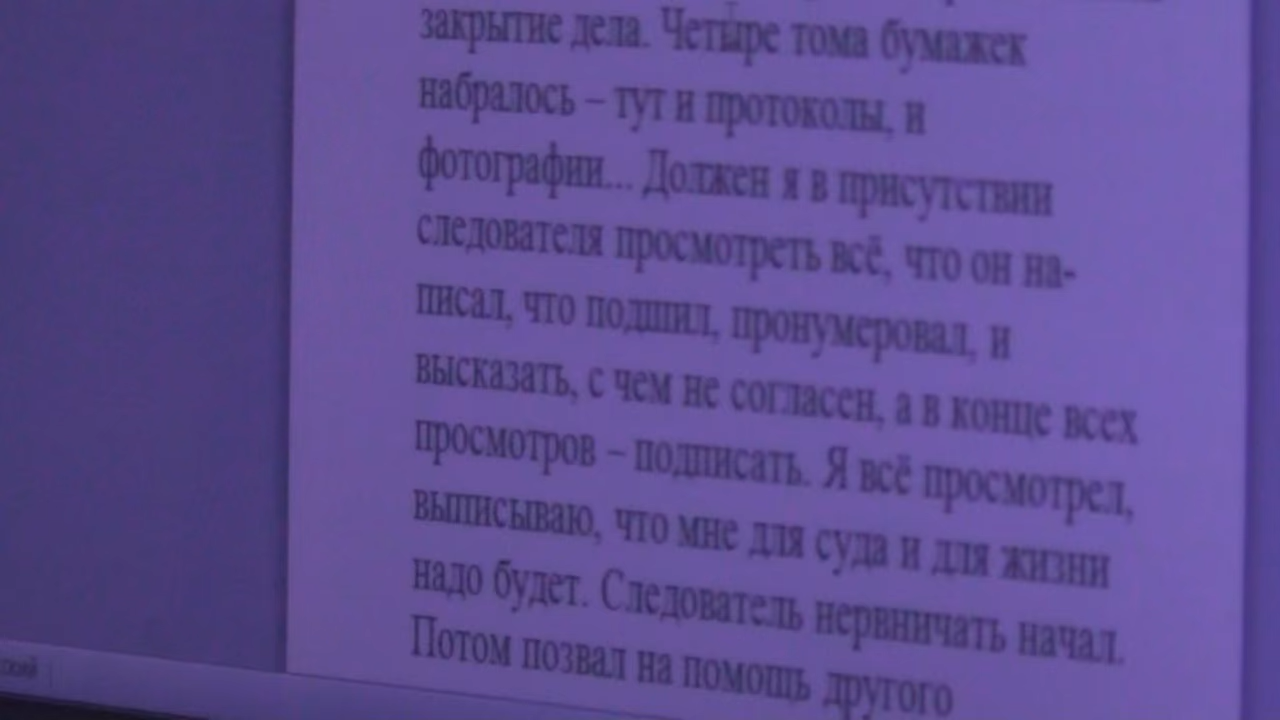 закрытие дела. Четыре тома бумажек
набралось – тут и протоколы, и
фотографии... Должен я в присутствии
следователя просмотреть всё, что он на-
писал, что подшил, пронумеровал, и
высказать, с чем не согласен, а в конце всех
просмотров – подписать. Я всё просмотрел,
выписываю, что мне для суда и для жизни
надо будет. Следователь нервничать начал.
Потом позвал на помощь другого